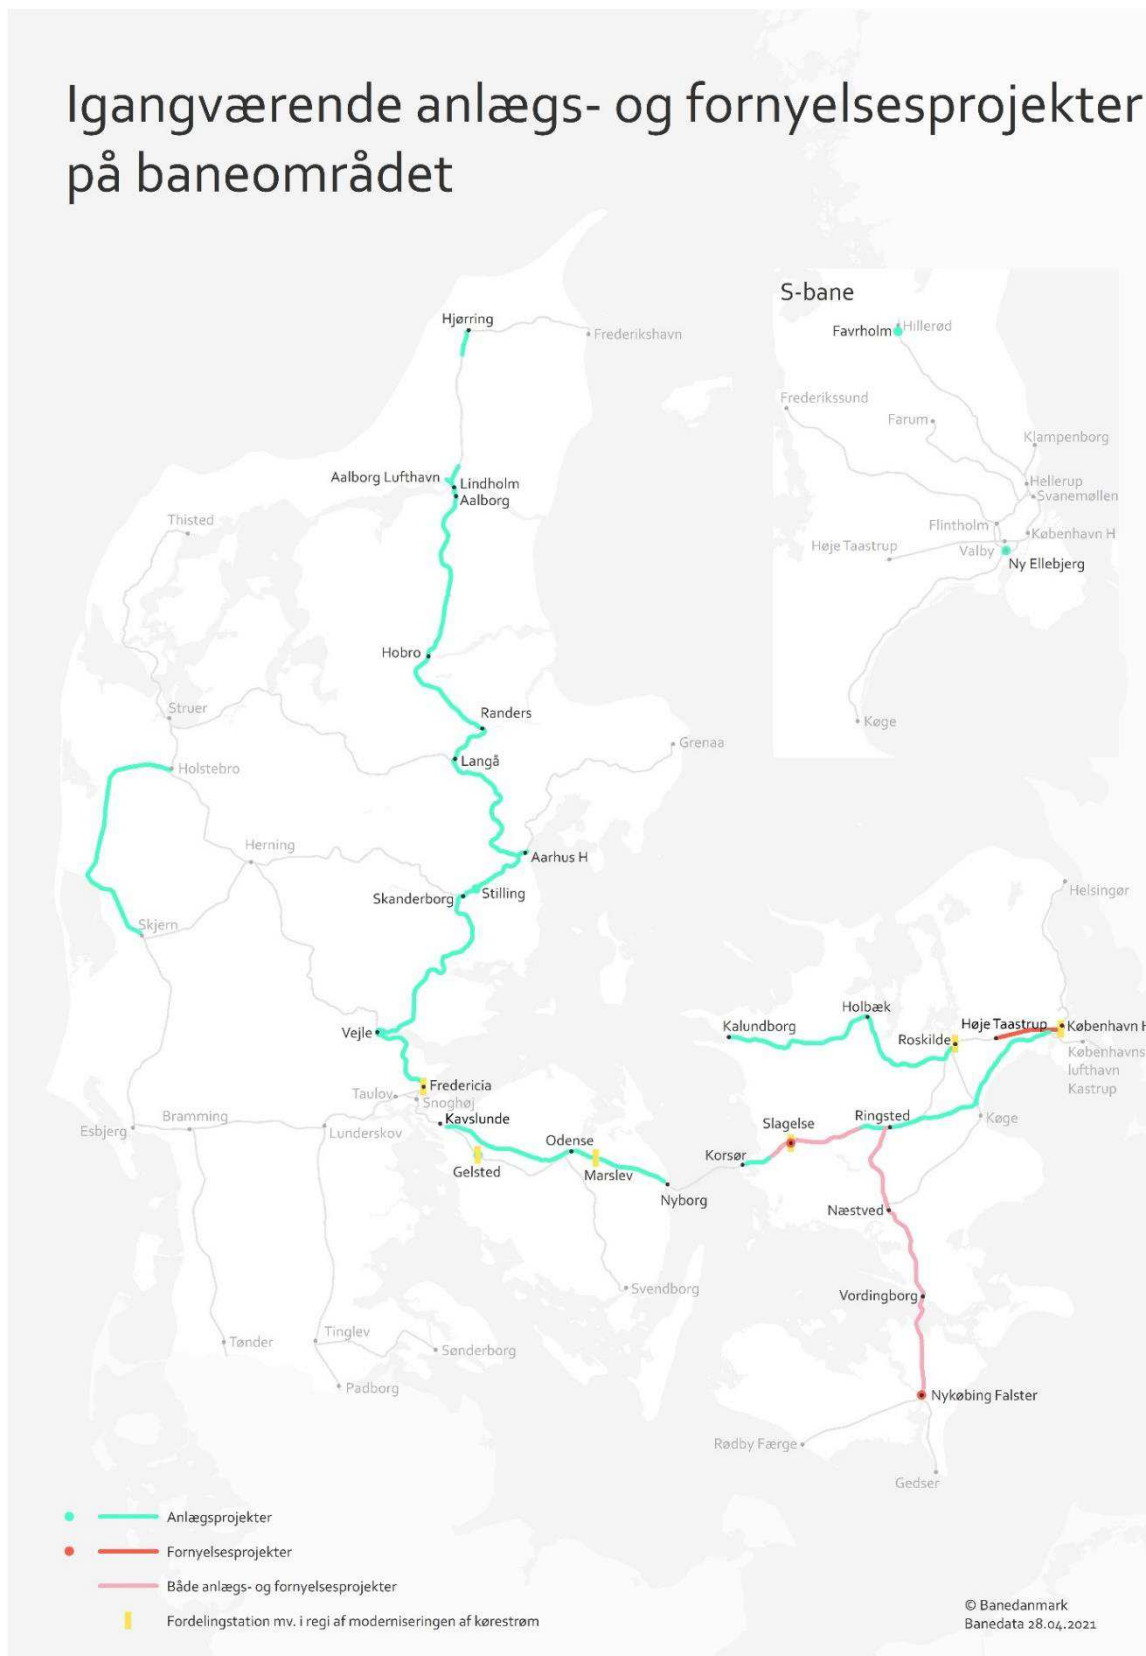 Igangværende anlægs- og fornyelsesprojekter
på baneområdet
S-bane
Hillerød
Favrholm
Frederikssund
Farum
Klampenborg
Hellerup
Svanemøllen
Flintholm
København H
Høje Taastrup
Valby
Ny Ellebjerg
Køge
Hjørring
Frederikshavn
Aalborg Lufthavn
Lindholm
Aalborg
Thisted
Hobro
Struer
Randers
Grenaa
Langå
Holstebro
Herning
Aarhus H
Skanderborg
Stilling
Skjern
Helsingør
Vejle
Kalundborg
Holbæk
Roskilde
Høje Taastrup
København H
Københavns
lufthavn
Kastrup
Fredericia
Taulov
Snoghøj
Kavslunde
Esbjerg
Bramming
Lunderskov
Slagelse
Ringsted
Køge
Odense
Gelsted
Marslev
Korsør
Nyborg
Næstved
Svendborg
Vordingborg
Tønder
Tinglev
Sønderborg
Padborg
Nykøbing Falster
Rødby Færge
Gedser
Anlægsprojekter
Fornyelsesprojekter
Både anlægs- og fornyelsesprojekter
Fordelingstation mv. i regi af moderniseringen af kørestrøm
© Banedanmark
Banedata 28.04.2021